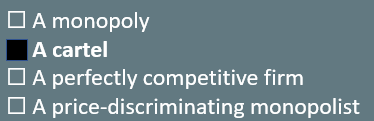 ☐ A monopoly
■ A cartel
☐ A perfectly competitive firm
☐ A price-discriminating monopolist